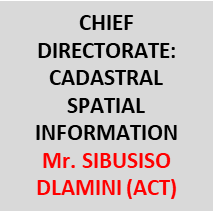 CHIEF
DIRECTORATE:
CADASTRAL
SPATIAL
INFORMATION
Mr. SIBUSISO
DLAMINI (ACT)